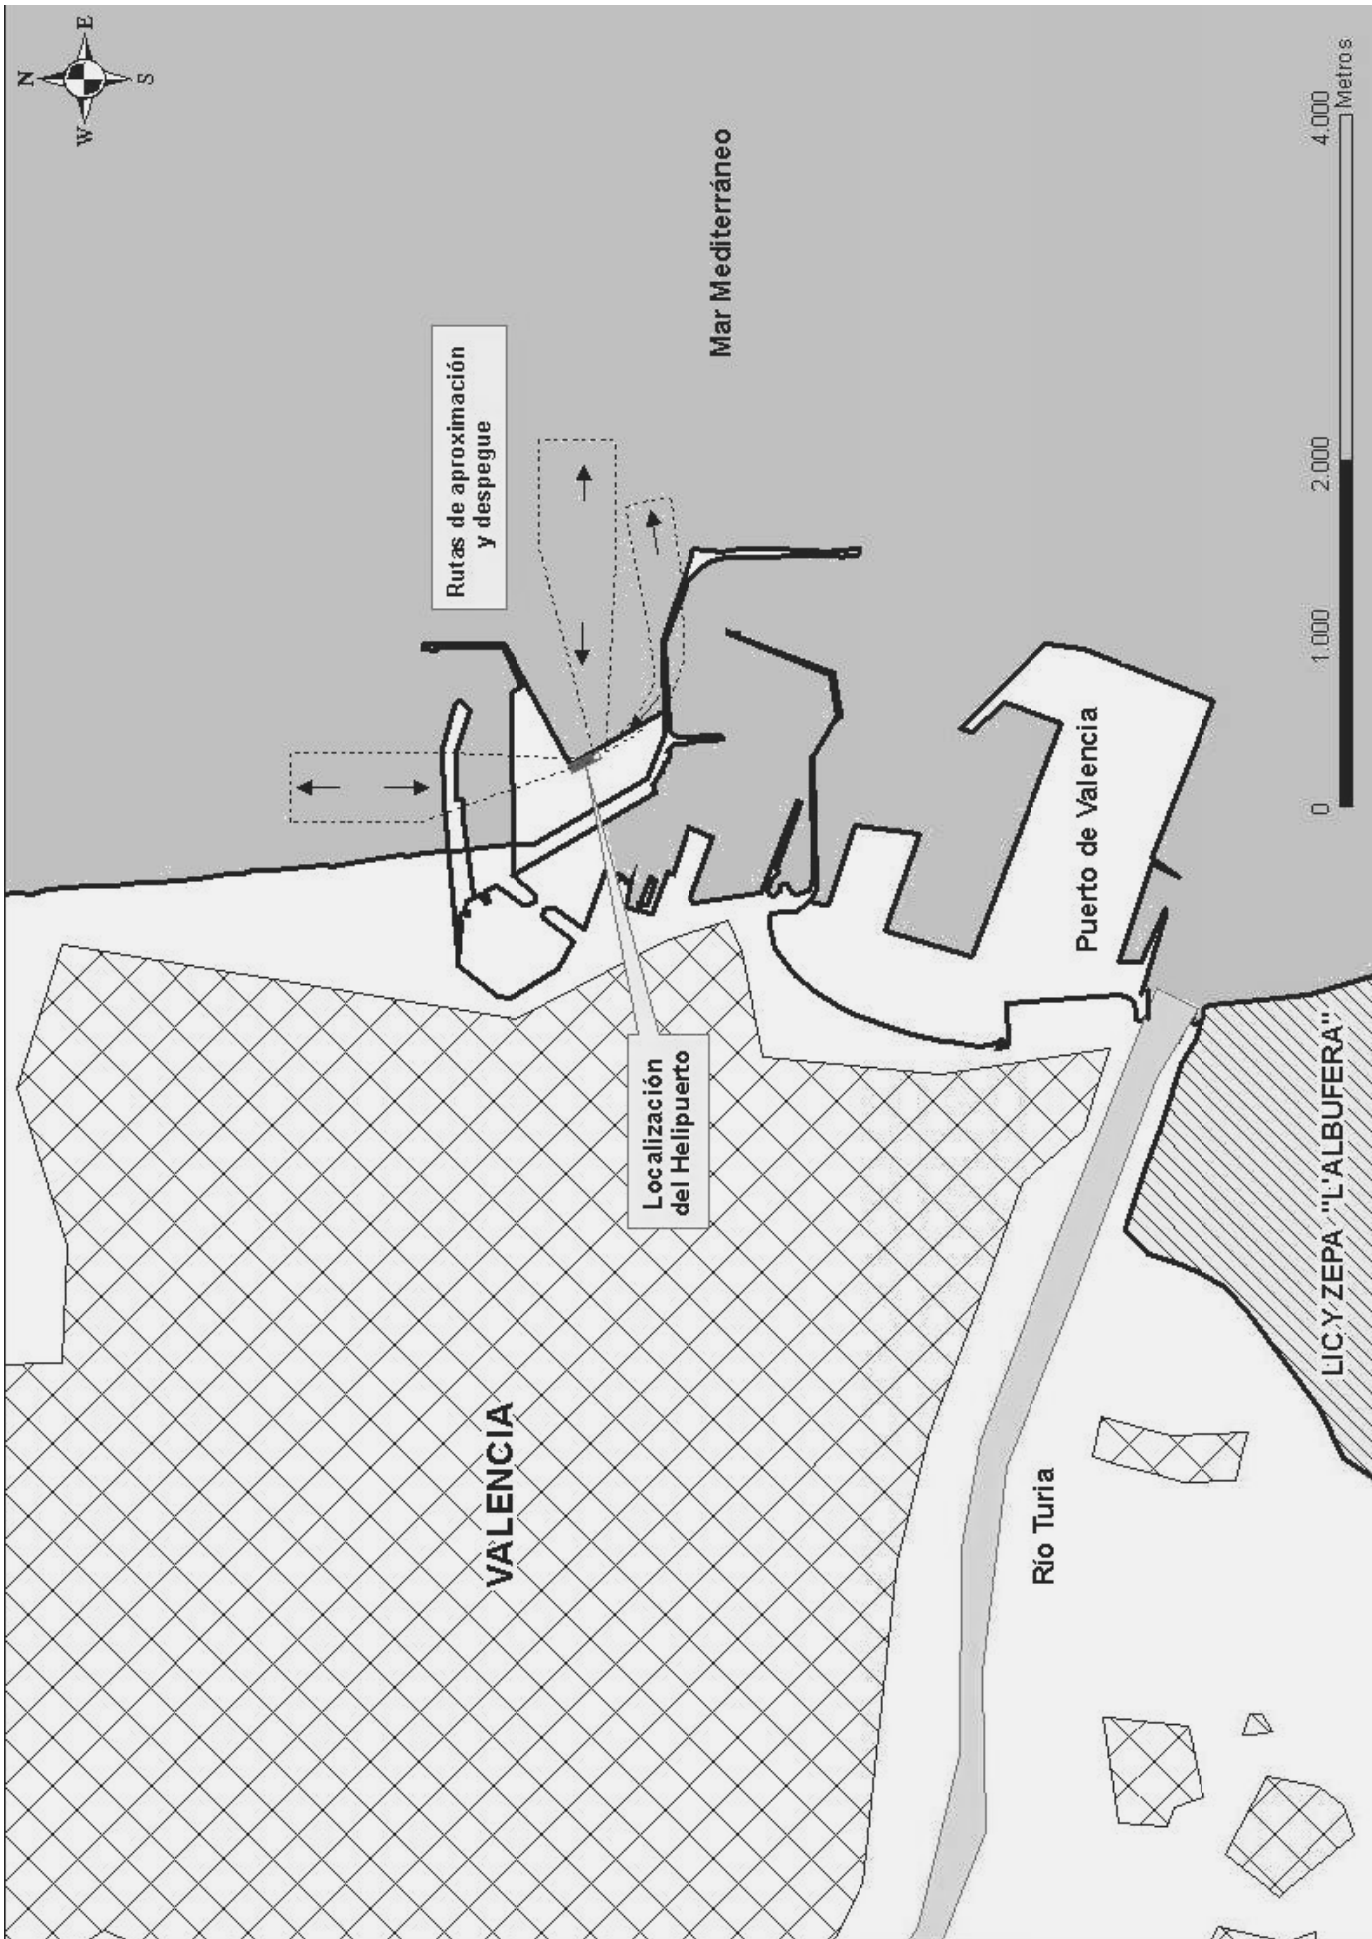 N
E
S
W
Rutas de aproximación
y despegue
Mar Mediterráneo
Localización
del Helipuerto
VALENCIA
Puerto de Valencia
Río Turia
LIC Y ZEPA "L'ALBUFERA"
0
1.000
2.000
4.000
Metros